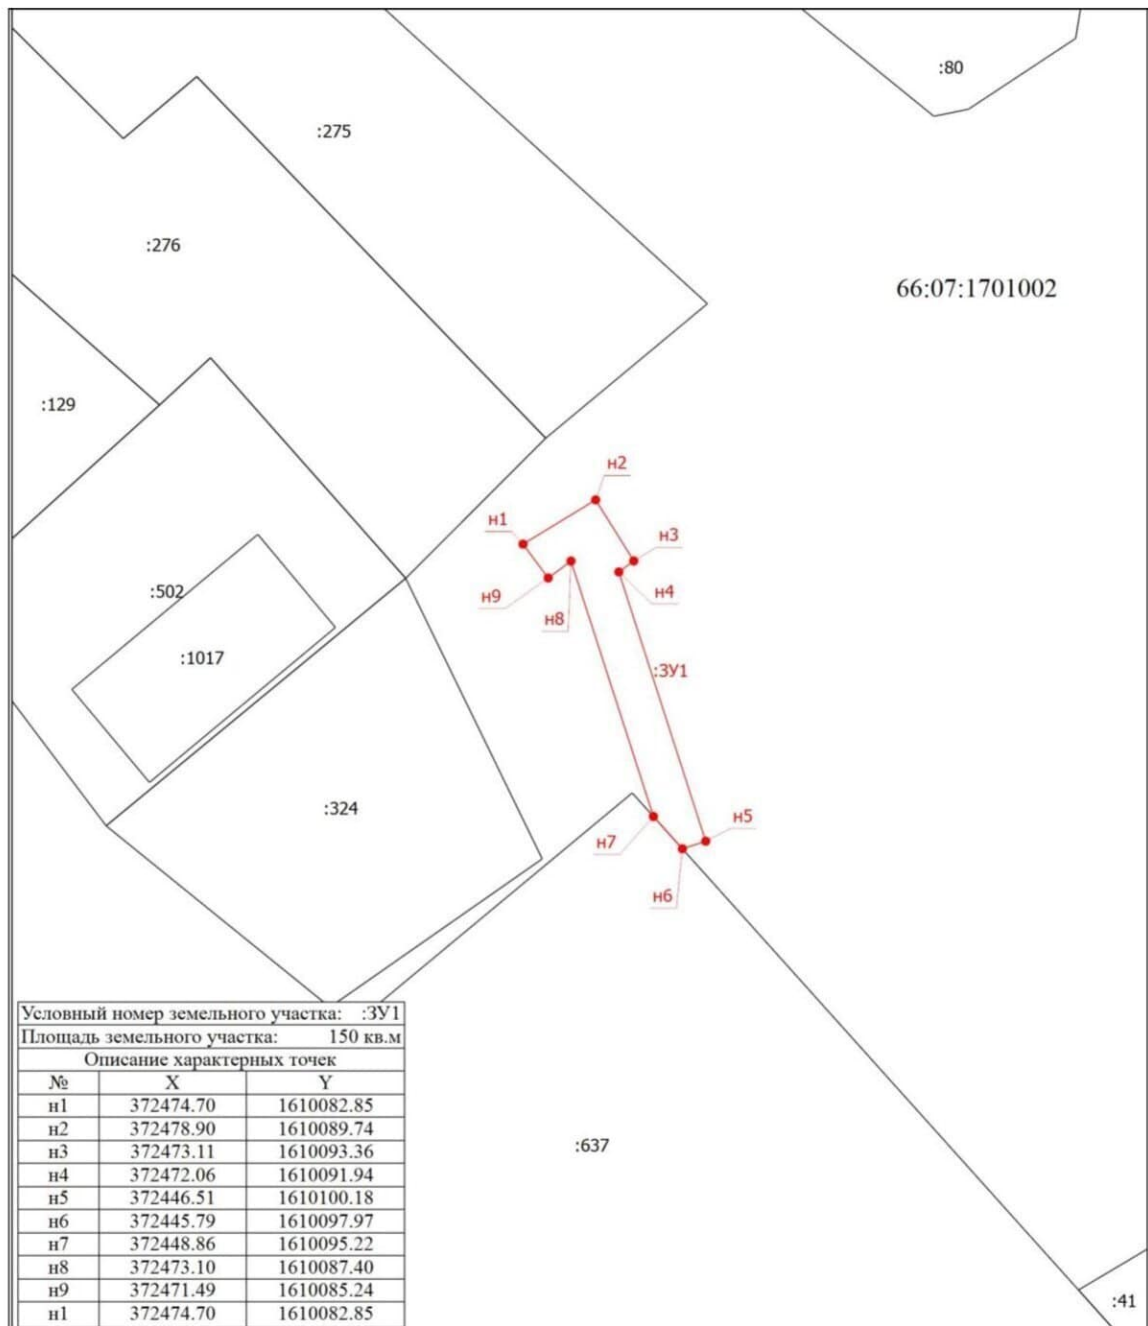 :80
:275
:276
66:07:1701002
:129
н2
н1
н3
:502
н9
н4
н8
:1017
:ЗУ1
:324
н5
н7
н6
Условный номер земельного участка: :ЗУ1
Площадь земельного участка: 150 кв.м
Описание характерных точек
№ X Y
н1 372474.70 1610082.85
н2 372478.90 1610089.74
н3 372473.11 1610093.36
н4 372472.06 1610091.94
н5 372446.51 1610100.18
н6 372445.79 1610097.97
н7 372448.86 1610095.22
н8 372473.10 1610087.40
н9 372471.49 1610085.24
н1 372474.70 1610082.85
:637
:41